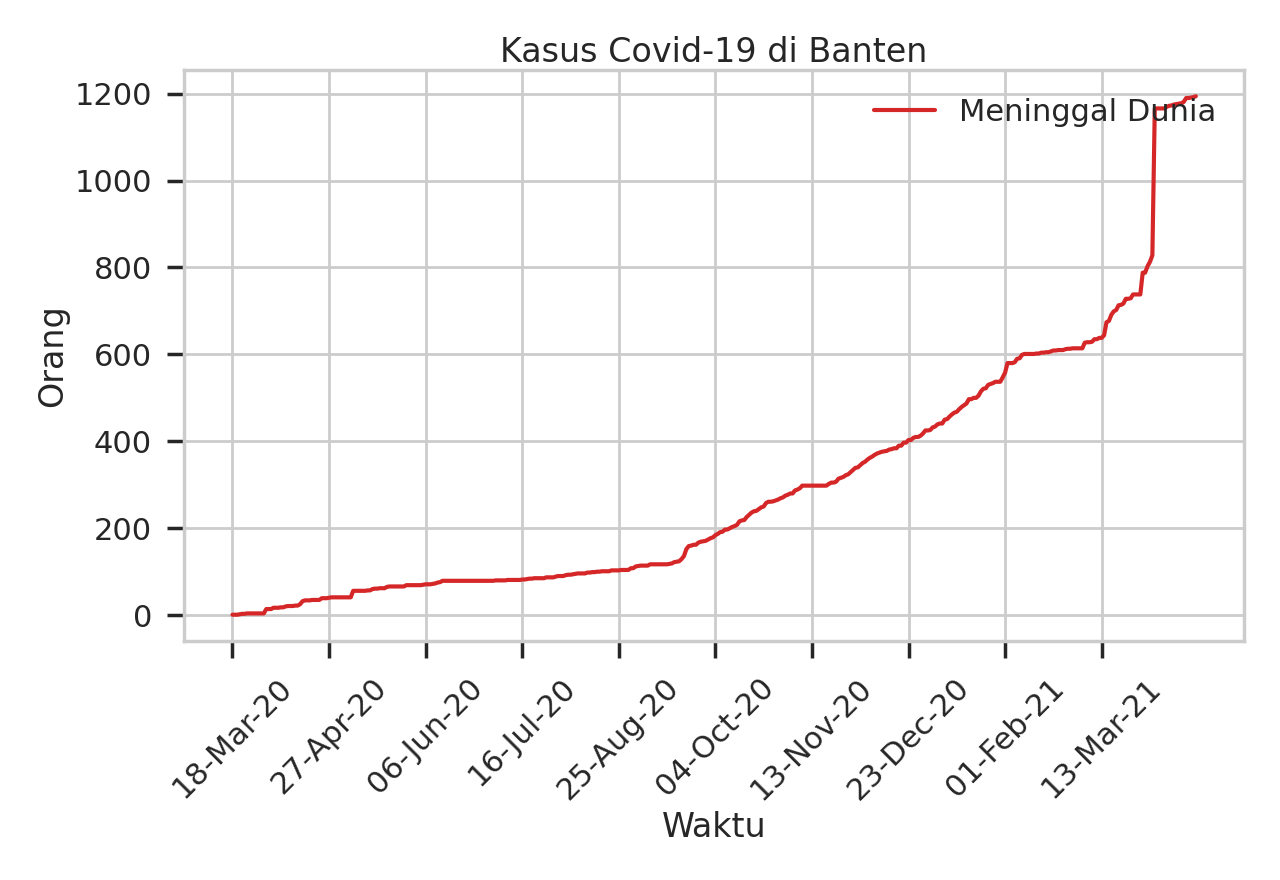 Kasus Covid-19 di Banten
Meninggal Dunia
Orang
1200
1000
800
600
400
200
0
18-Mar-20
27-Apr-20
06-Jun-20
16-Jul-20
25-Aug-20
04-Oct-20
13-Nov-20
23-Dec-20
01-Feb-21
13-Mar-21
Waktu